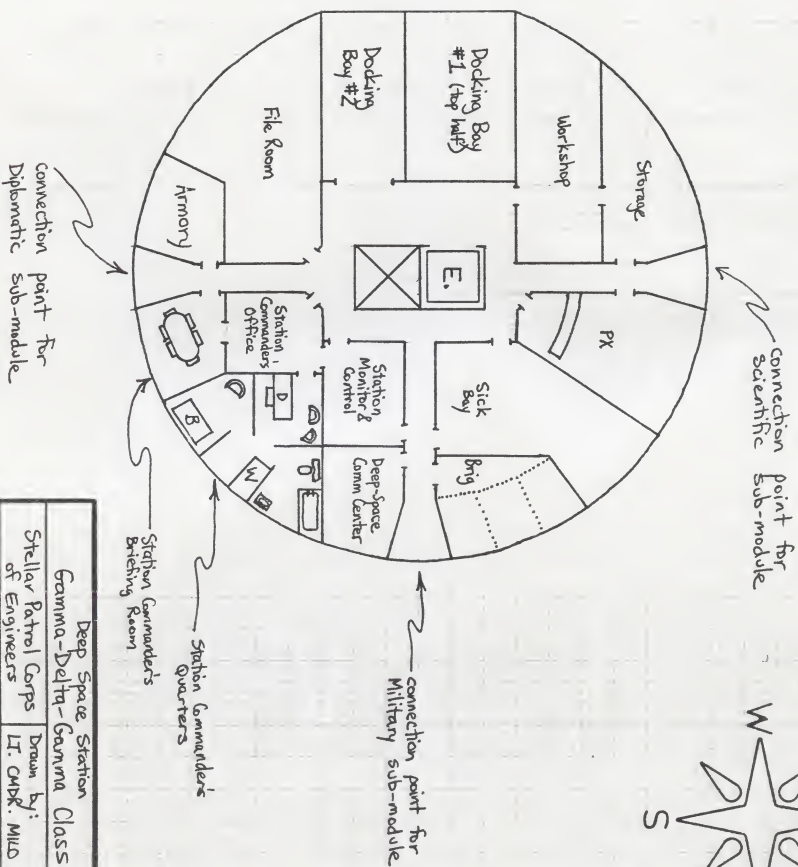 Storage
Workshop
Docking Bay
#1 (top half)
Docking
Bay #2
File Room
Armory
E.
PX
Sick
Bay
Brig
Station
Monitor &
Control
Deep-Space
Comm Center
Station
Commander's
Office
D
B
W
connection point for
Scientific sub-module
connection point for
Military sub-module
Station Commander's
Quarters
Station Commander's
Briefing Room
connection point for
Diplomatic sub-module
W
S
Deep Space Station
Gamma-Delta-Gamma Class
Stellar Patrol Corps
of Engineers
Drawn by:
LT. CMDR. MILO